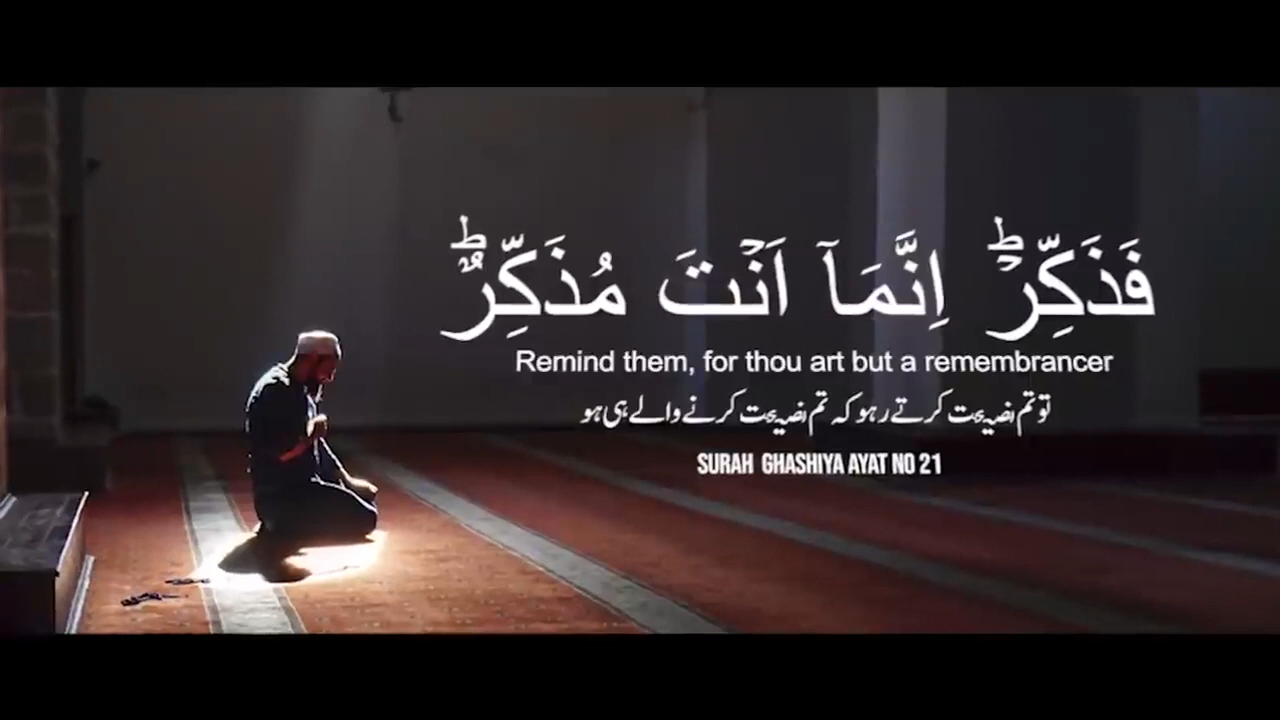 فَذَكِّرْؕ اِنَّمَاۤ اَنْتَ مُذَكِّرٌؕ
Remind them, for thou art but a remembrancer
تو تم نصیحت کرتے رہو کہ تم نصیحت کرنے والے ہی ہو
SURAH GHASHIYA AYAT NO 21